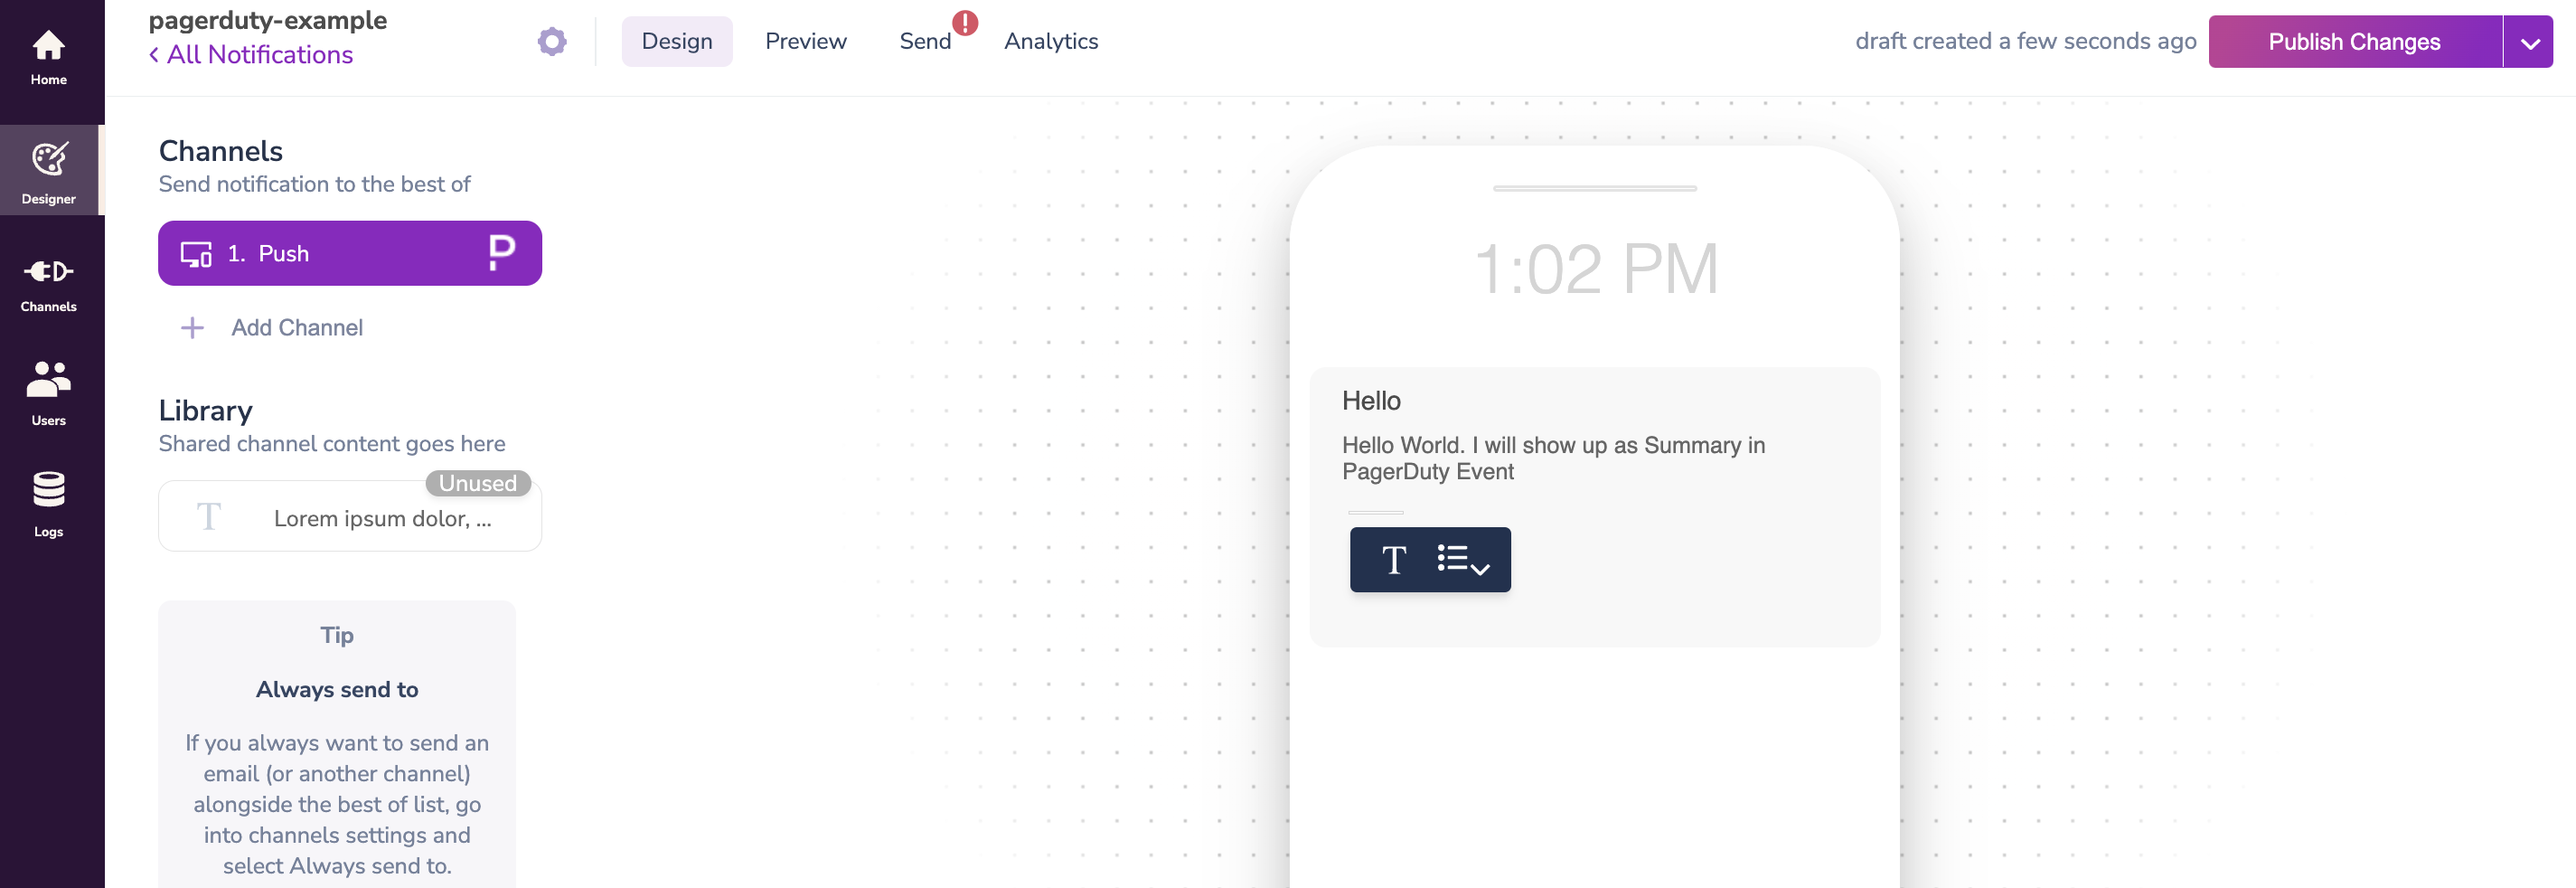 pagerduty-example
All Notifications
Design
Preview
Send
Analytics
draft created a few seconds ago
Publish Changes
Home
Designer
Channels
Users
Logs
Channels
Send notification to the best of
1. Push
Add Channel
Library
Shared channel content goes here
Unused
T
Lorem ipsum dolor, ...
Tip
Always send to
If you always want to send an
email (or another channel)
alongside the best of list, go
into channels settings and
select Always send to.
1:02 PM
Hello
Hello World. I will show up as Summary in
PagerDuty Event
T